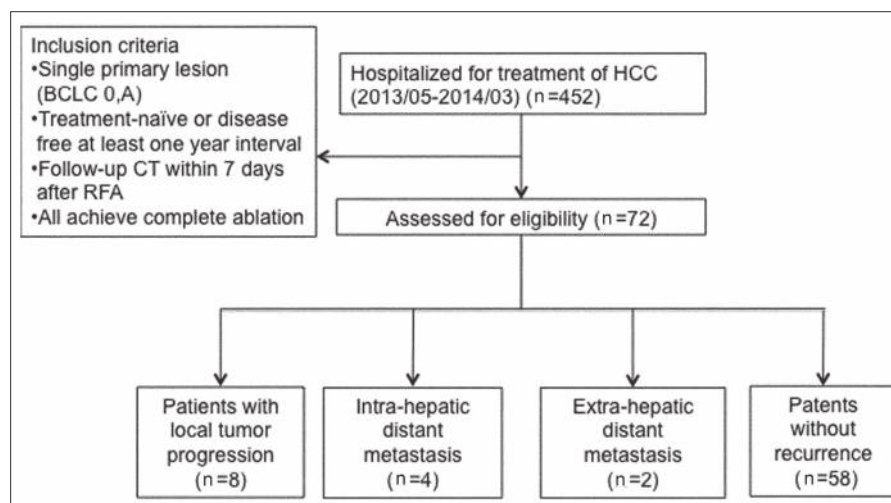 Inclusion criteria
•Single primary lesion
(BCLC 0,A)
•Treatment-naïve or disease
free at least one year interval
•Follow-up CT within 7 days
after RFA
•All achieve complete ablation
Hospitalized for treatment of HCC
(2013/05-2014/03) (n=452)
Assessed for eligibility (n=72)
Patients with
local tumor
progression
(n=8)
Intra-hepatic
distant
metastasis
(n=4)
Extra-hepatic
distant
metastasis
(n=2)
Patents
without
recurrence
(n=58)